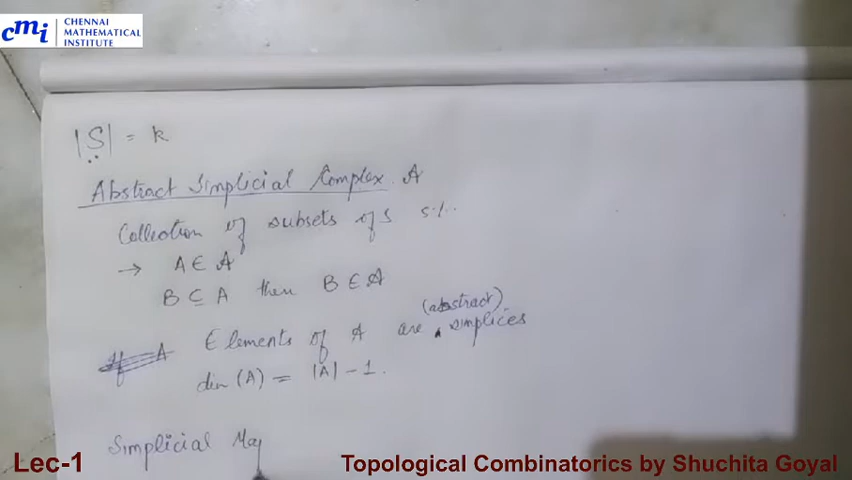 cmi CHENNAI
MATHEMATICAL
INSTITUTE
|S| = k
Abstract Simplicial Complex 𝒜
Collection of subsets of S s.t.
→ A ∈ 𝒜
B ⊆ A then B ∈ 𝒜
(abstract)
Elements of 𝒜 are simplices
dim (A) = |A| - 1.
Simplicial Map
Lec-1
Topological Combinatorics by Shuchita Goyal